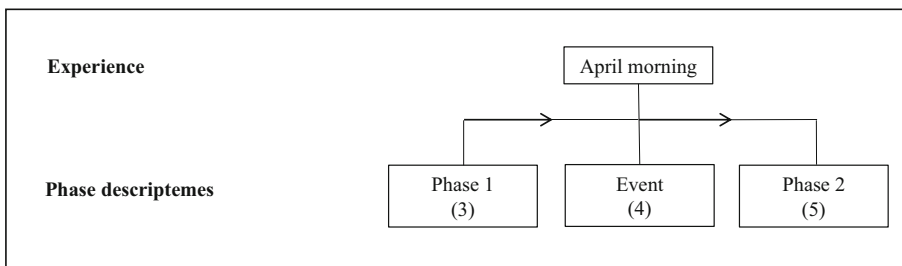 Experience
April morning
Phase descriptemes
Phase 1
(3)
Event
(4)
Phase 2
(5)